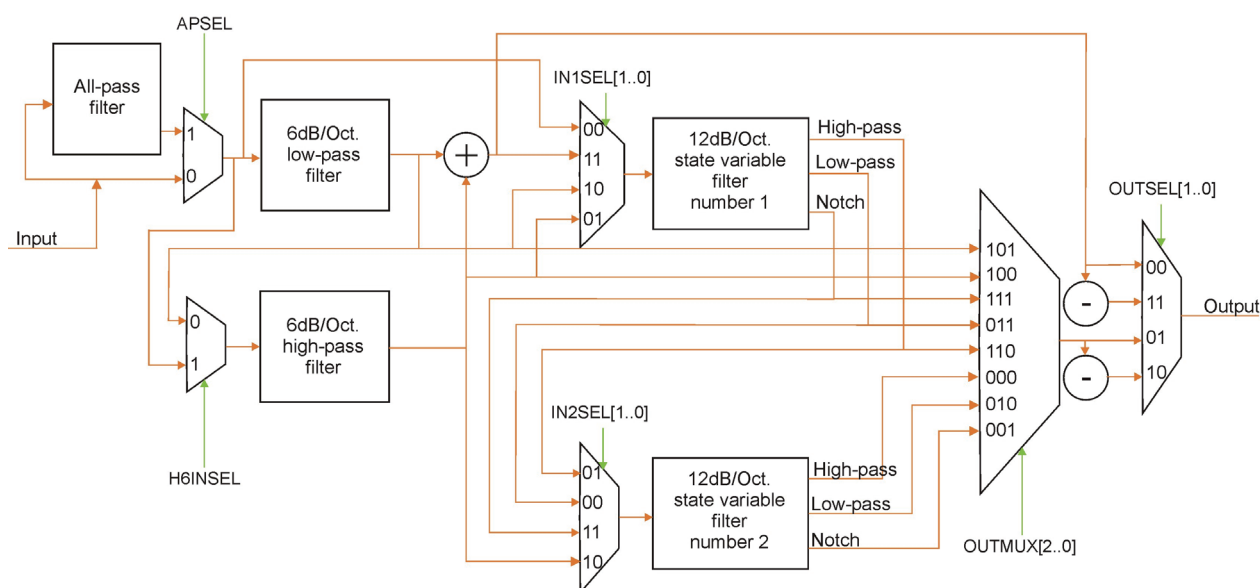 APSEL
All-pass
filter
1
0
Input
6dB/Oct.
low-pass
filter
+
IN1SEL[1..0]
00
11
10
01
12dB/Oct.
state variable
filter
number 1
High-pass
Low-pass
Notch
0
1
H6INSEL
6dB/Oct.
high-pass
filter
IN2SEL[1..0]
01
00
11
10
12dB/Oct.
state variable
filter
number 2
High-pass
Low-pass
Notch
101
100
111
011
110
000
010
001
OUTMUX[2..0]
-
-
OUTSEL[1..0]
00
11
01
10
Output